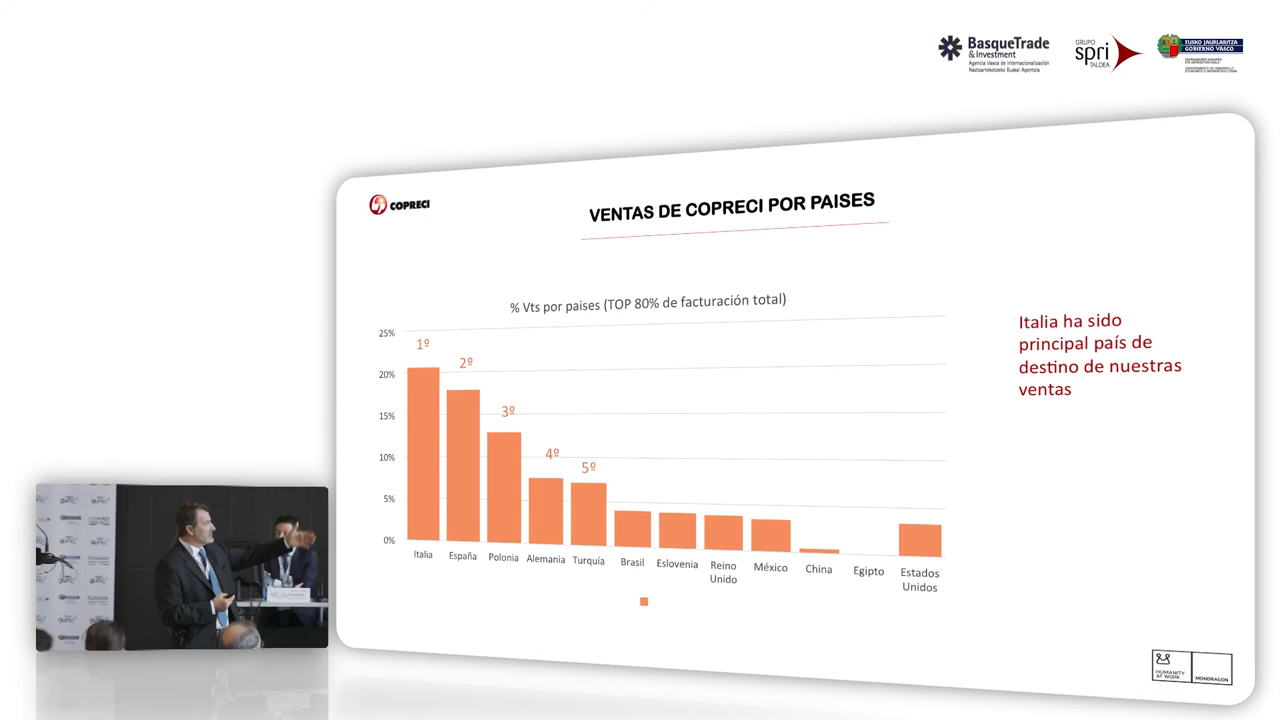 BasqueTrade
& Investment
Agencia Vasca de Internacionalización
Nazioartekotzeko Euskal Agentzia
GRUPO
spri
TALDEA
EUSKO JAURLARITZA
GOBIERNO VASCO
COPRECI
VENTAS DE COPRECI POR PAISES
% Vts por paises (TOP 80% de facturación total)
25%
20%
15%
10%
5%
0%
1º
2º
3º
4º
5º
Italia
España
Polonia
Alemania
Turquía
Brasil
Eslovenia
Reino
Unido
México
China
Egipto
Estados
Unidos
Italia ha sido
principal país de
destino de nuestras
ventas
HUMANITY
AT WORK
MONDRAGON